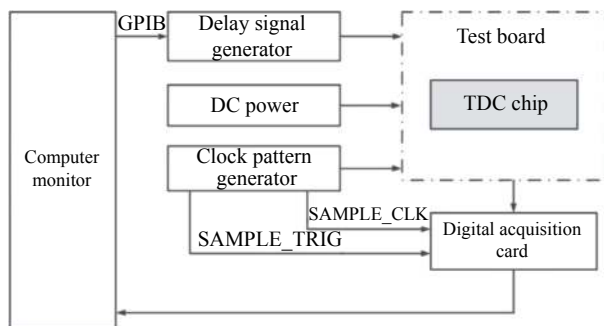 GPIB
Delay signal
generator
Test board
DC power
TDC chip
Computer
monitor
Clock pattern
generator
SAMPLE_CLK
SAMPLE_TRIG
Digital acquisition
card